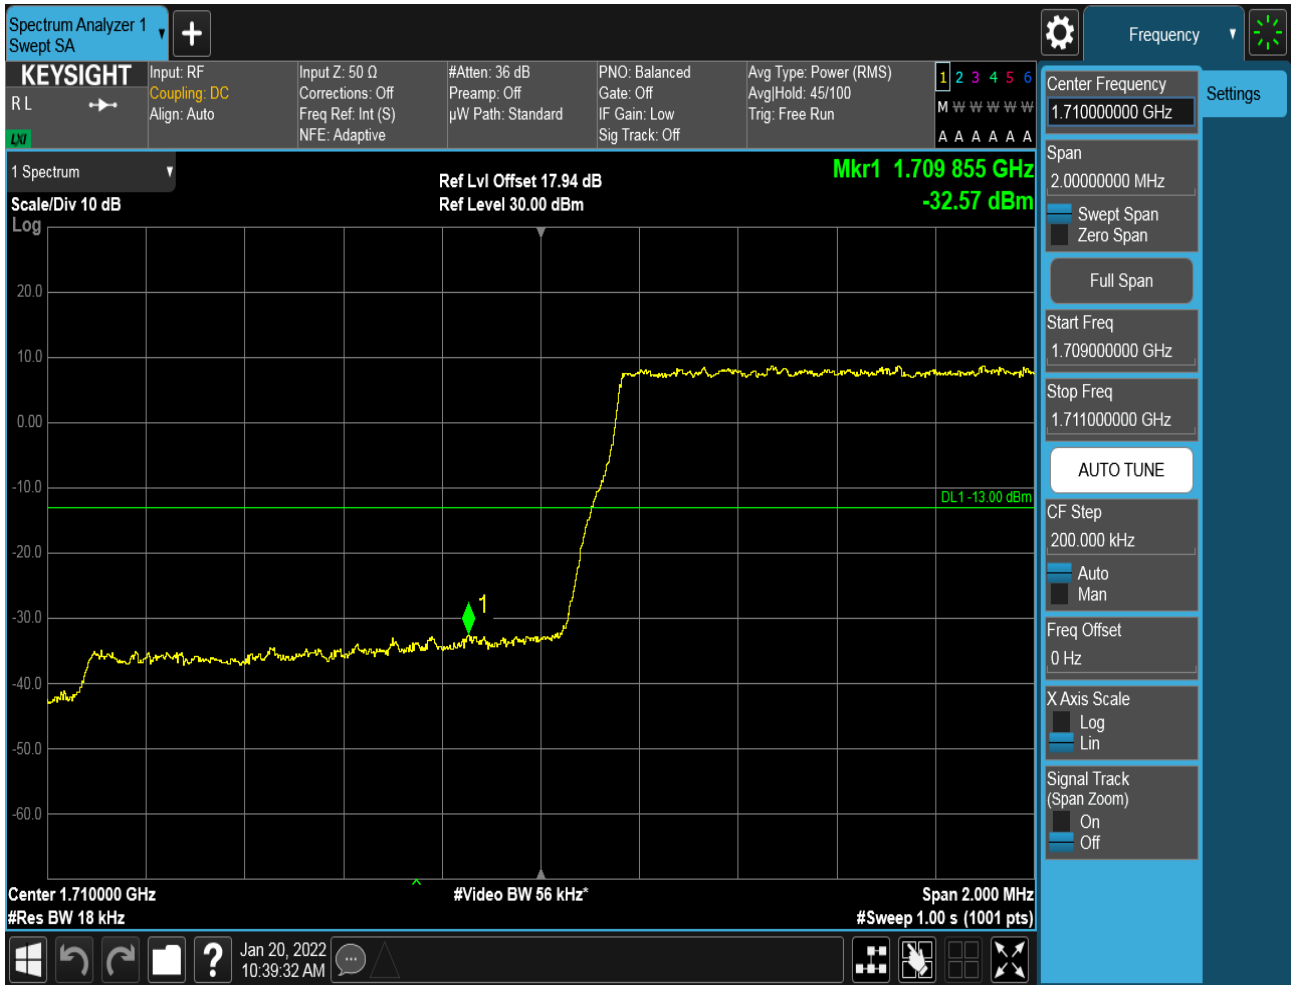 Spectrum Analyzer 1
Swept SA
Frequency
KEYSIGHT
R L
LXI
Input: RF
Coupling: DC
Align: Auto
Input Z: 50 Ω
Corrections: Off
Freq Ref: Int (S)
NFE: Adaptive
#Atten: 36 dB
Preamp: Off
µW Path: Standard
PNO: Balanced
Gate: Off
IF Gain: Low
Sig Track: Off
Avg Type: Power (RMS)
Avg|Hold: 45/100
Trig: Free Run
1 2 3 4 5 6
M W W W W W
A A A A A A
1 Spectrum
Scale/Div 10 dB
Log
Ref Lvl Offset 17.94 dB
Ref Level 30.00 dBm
Mkr1 1.709 855 GHz
-32.57 dBm
20.0
10.0
0.00
-10.0
DL1 -13.00 dBm
-20.0
1
-30.0
-40.0
-50.0
-60.0
Center 1.710000 GHz
#Video BW 56 kHz*
Span 2.000 MHz
#Res BW 18 kHz
#Sweep 1.00 s (1001 pts)
Jan 20, 2022
10:39:32 AM
Settings
Center Frequency
1.710000000 GHz
Span
2.00000000 MHz
Swept Span
Zero Span
Full Span
Start Freq
1.709000000 GHz
Stop Freq
1.711000000 GHz
AUTO TUNE
CF Step
200.000 kHz
Auto
Man
Freq Offset
0 Hz
X Axis Scale
Log
Lin
Signal Track
(Span Zoom)
On
Off